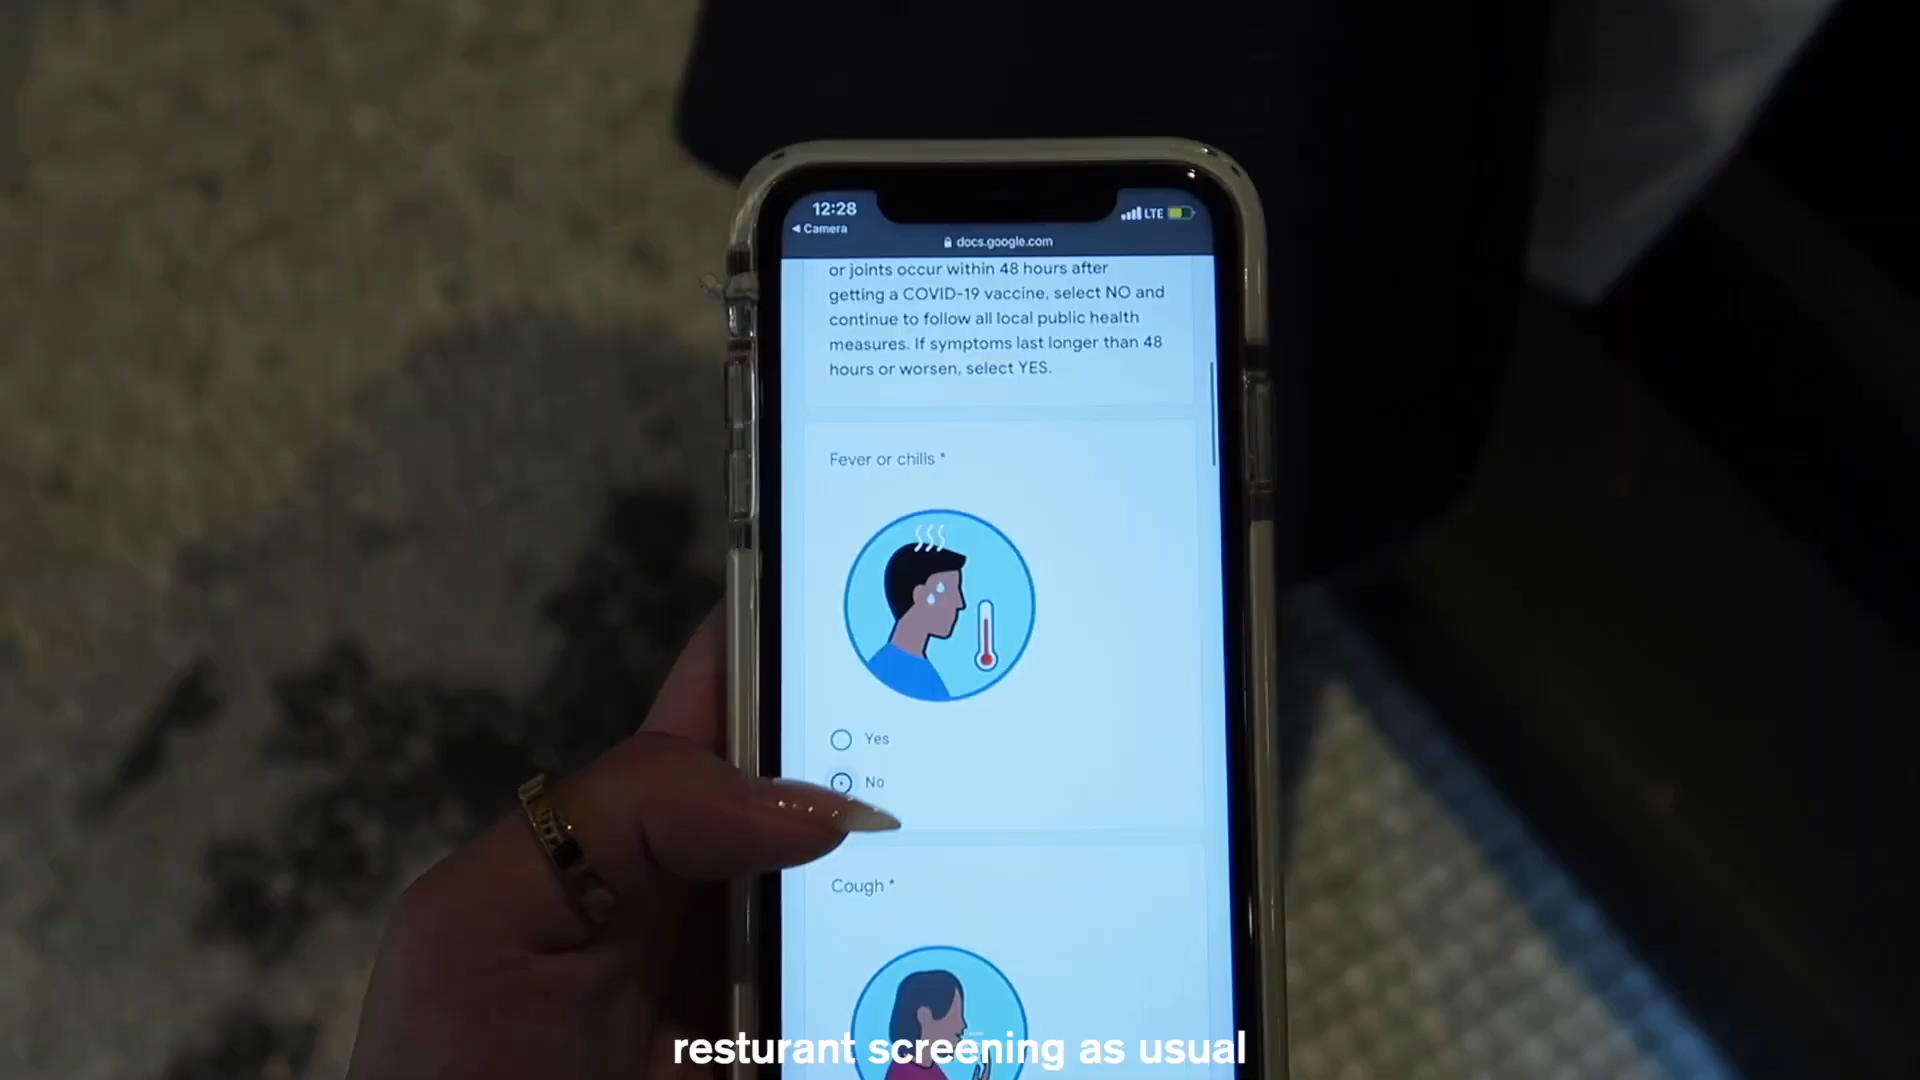 12:28
LTE
Camera
docs.google.com
or joints occur within 48 hours after
getting a COVID-19 vaccine, select NO and
continue to follow all local public health
measures. If symptoms last longer than 48
hours or worsen, select YES.
Fever or chills *
Yes
No
Cough *
resturant screening as usual